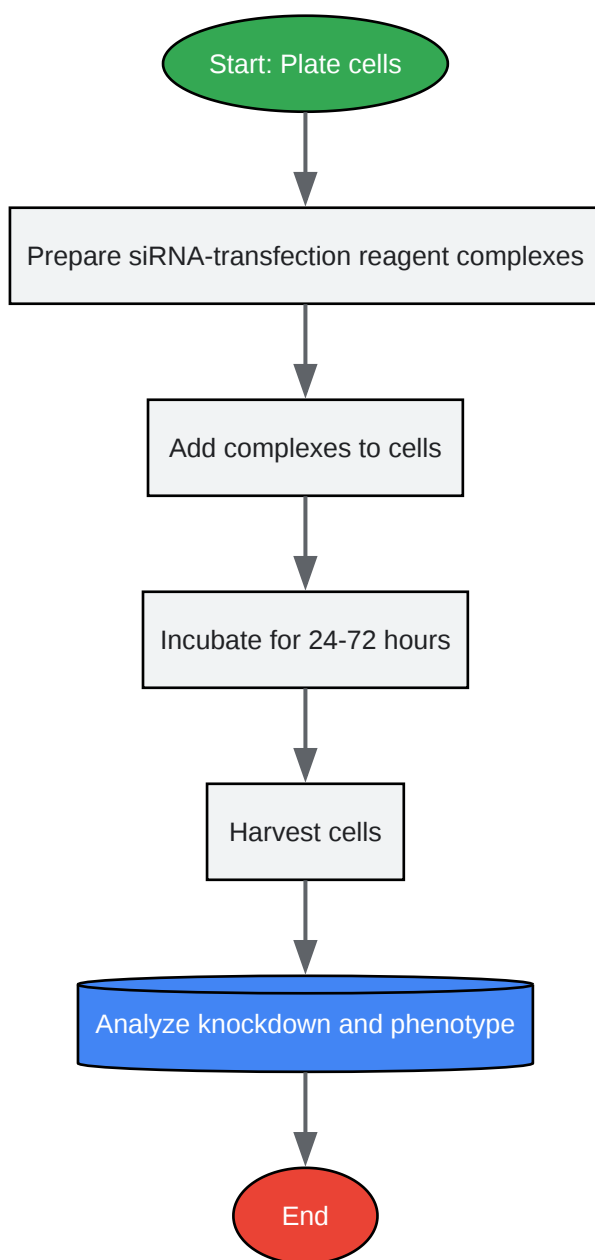 Start: Plate cells
Prepare siRNA-transfection reagent complexes
Add complexes to cells
Incubate for 24-72 hours
Harvest cells
Analyze knockdown and phenotype
End